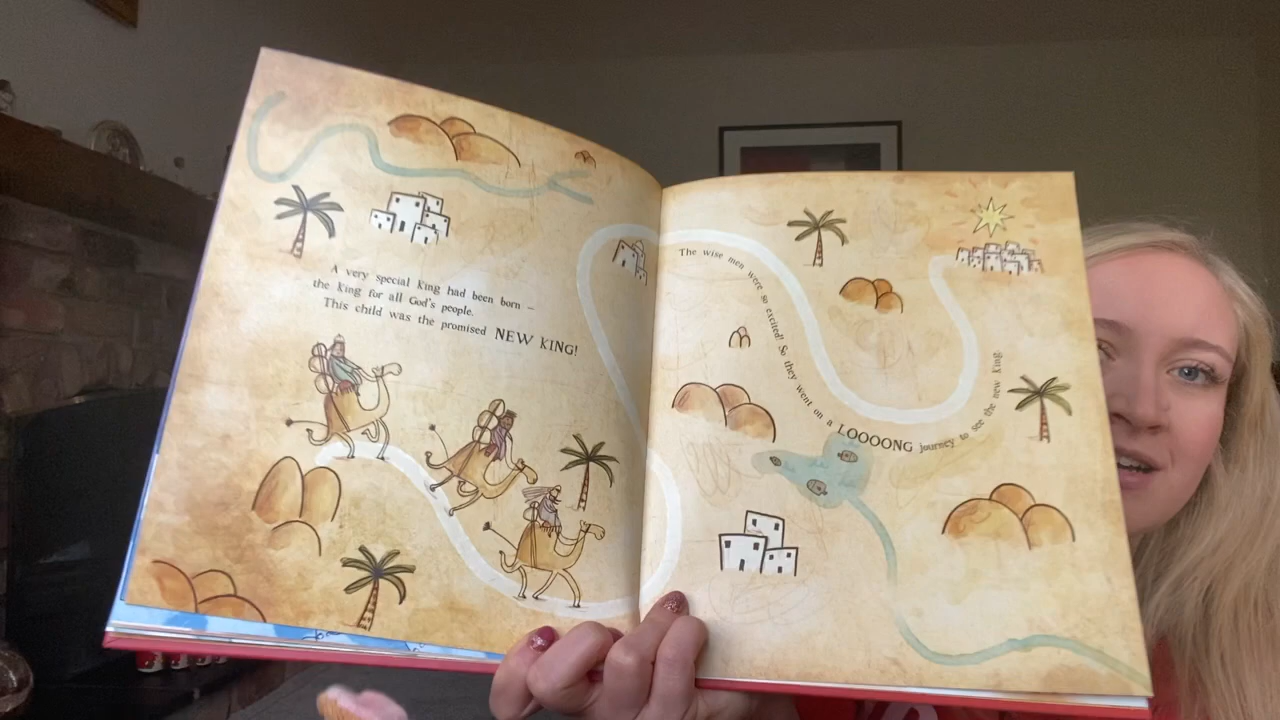 A very special King had been born –
the King for all God's people.
This child was the promised NEW KING!
The wise men were so excited! So they went on a LOOOONG journey to see the new King.